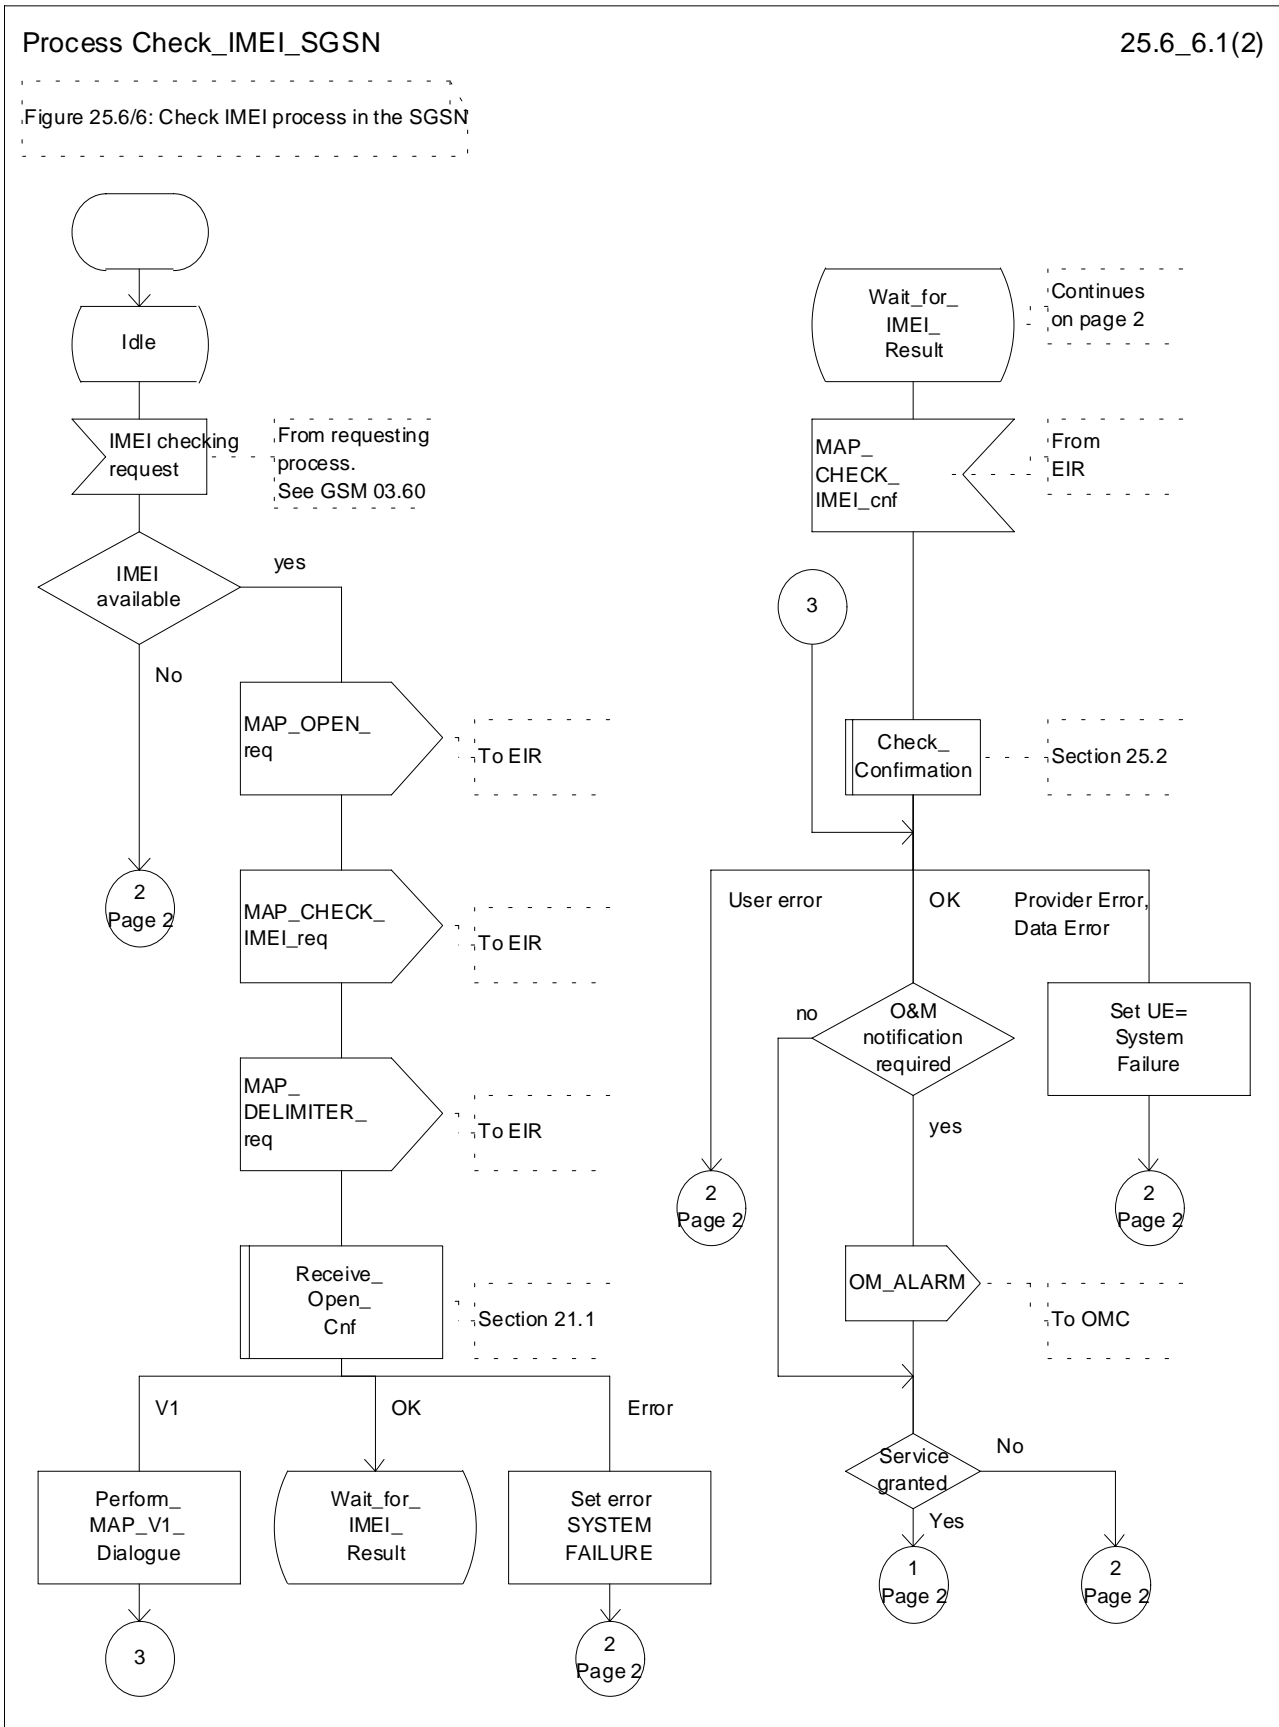 Process Check_IMEI_SGSN
25.6_6.1(2)
Figure 25.6/6: Check IMEI process in the SGSN
Idle
IMEI checking
request
From requesting
process.
See GSM 03.60
IMEI
available
yes
No
2
Page 2
MAP_OPEN_
req
To EIR
MAP_CHECK_
IMEI_req
To EIR
MAP_
DELIMITER_
req
To EIR
Receive_
Open_
Cnf
Section 21.1
V1
OK
Error
Perform_
MAP_V1_
Dialogue
Wait_for_
IMEI_
Result
Set error
SYSTEM
FAILURE
3
2
Page 2
Wait_for_
IMEI_
Result
Continues
on page 2
MAP_
CHECK_
IMEI_cnf
From
EIR
3
Check_
Confirmation
Section 25.2
User error
OK
Provider Error,
Data Error
no
O&M
notification
required
Set UE=
System
Failure
yes
2
Page 2
2
Page 2
OM_ALARM
To OMC
Service
granted
No
Yes
1
Page 2
2
Page 2